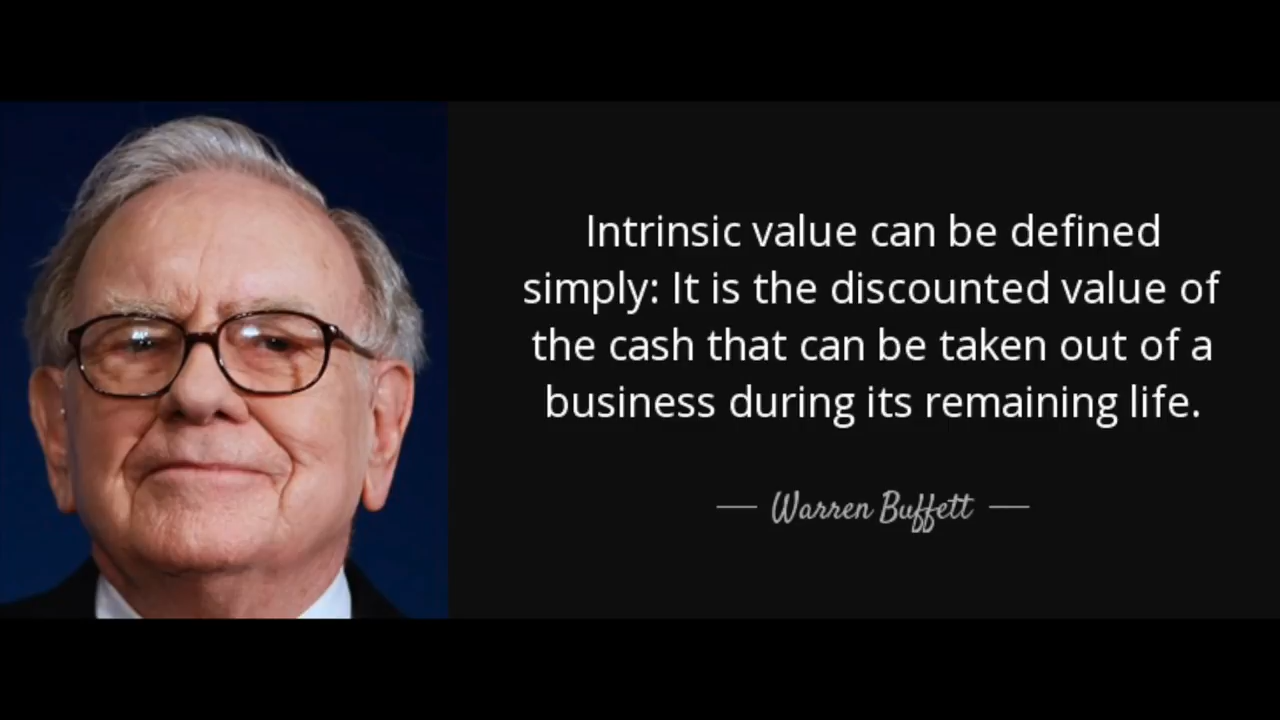 Intrinsic value can be defined
simply: It is the discounted value of
the cash that can be taken out of a
business during its remaining life.
Warren Buffett